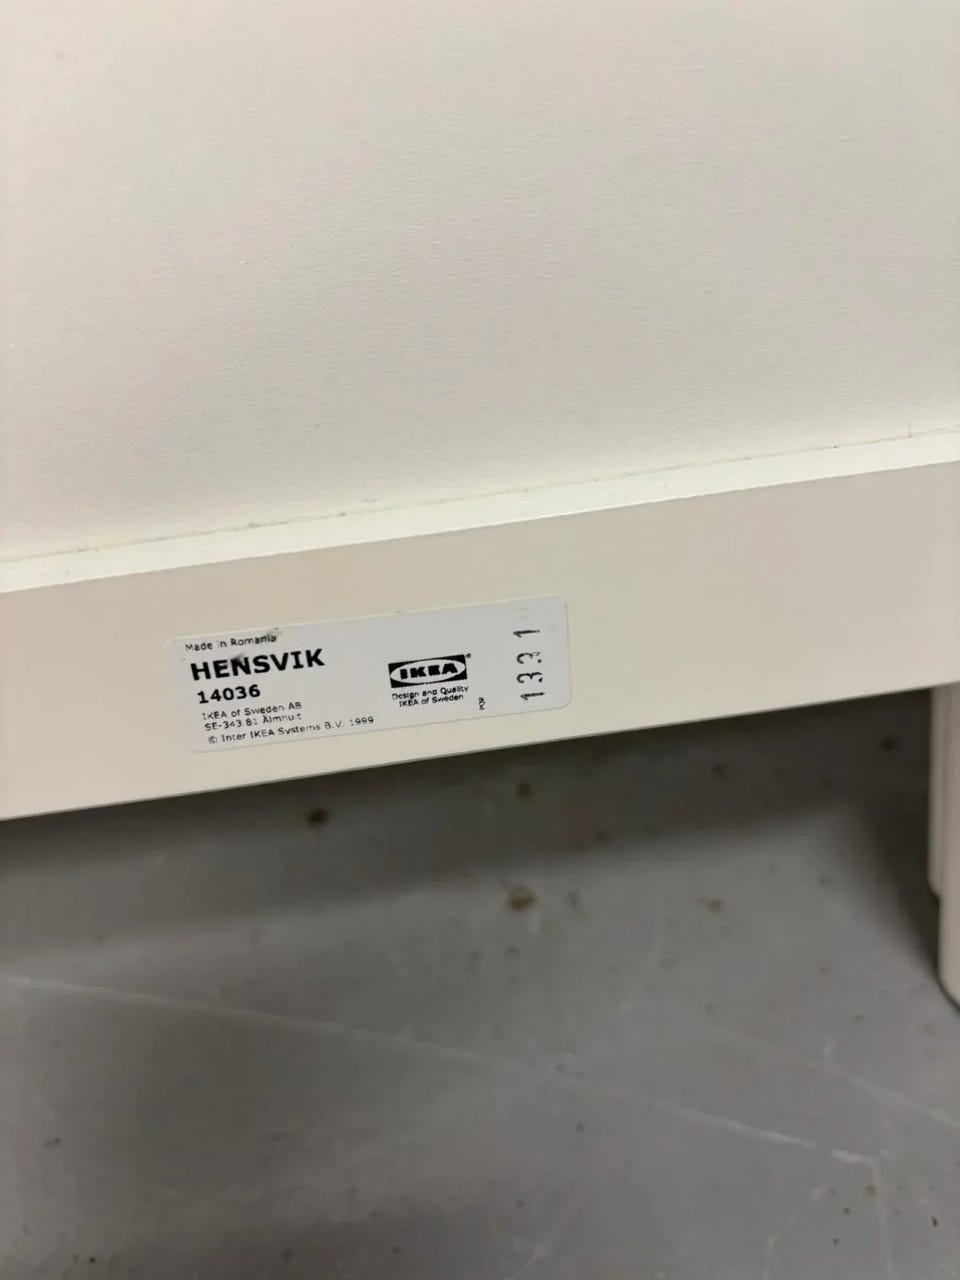 Made in Romania
HENSVIK
14036
IKEA of Sweden AB
SE-343 81 Älmhult
© Inter IKEA Systems B.V. 1999
IKEA®
Design and Quality
IKEA of Sweden
1331